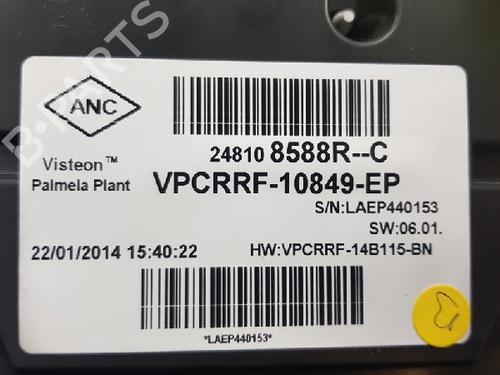 ANC
Visteon™
Palmela Plant
24810 8588R--C
VPCRRF-10849-EP
S/N:LAEP440153
SW:06.01.
22/01/2014 15:40:22
HW:VPCRRF-14B115-BN
*LAEP440153*
B-PARTS